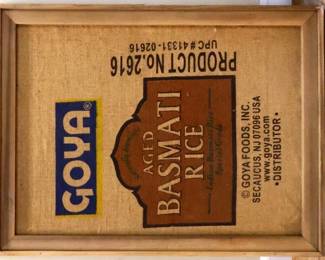 GOYA®
AGED
BASMATI
RICE
PRODUCT No.2616
UPC# 41331-02616
© GOYA FOODS, INC.
SECAUCUS, NJ 07096 USA
www.goya.com
•DISTRIBUTOR•